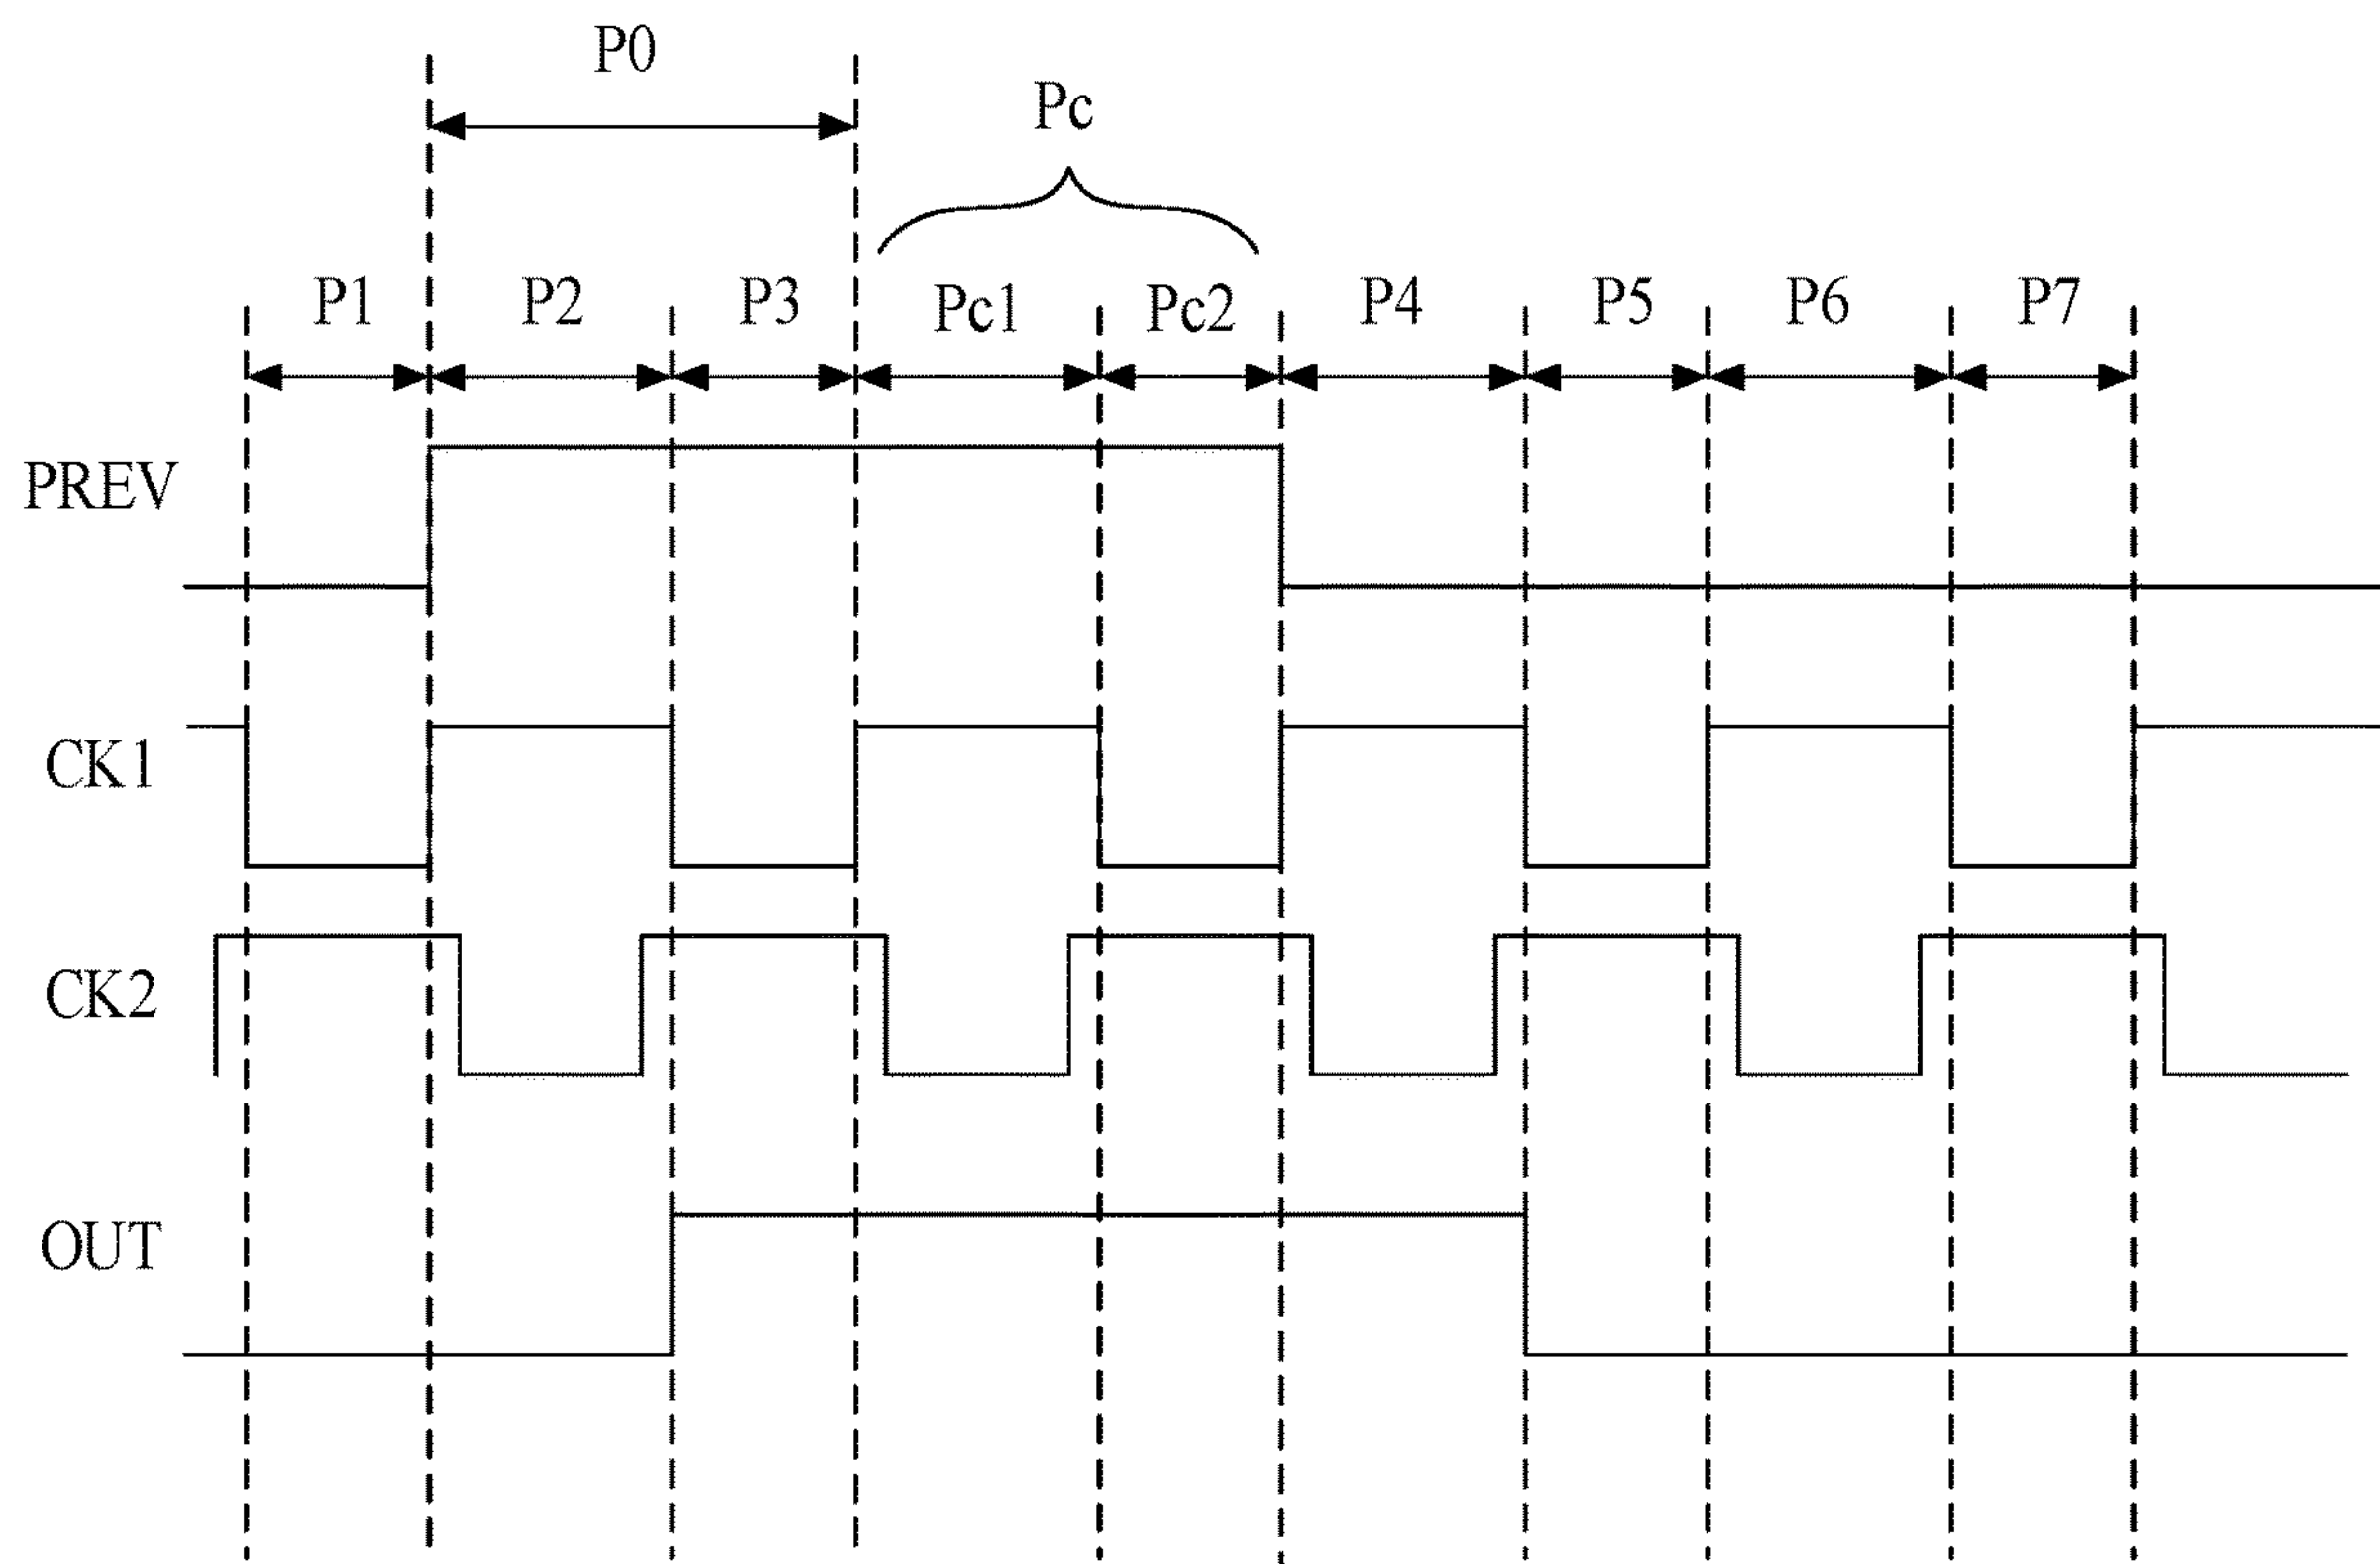 P0
Pc
P1 P2 P3 Pc1 Pc2 P4 P5 P6 P7
PREV
CK1
CK2
OUT